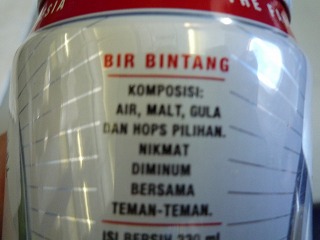 BIR BINTANG
KOMPOSISI:
AIR, MALT, GULA
DAN HOPS PILIHAN.
NIKMAT
DIMINUM
BERSAMA
TEMAN-TEMAN.
ISI BERSIH 330 ml